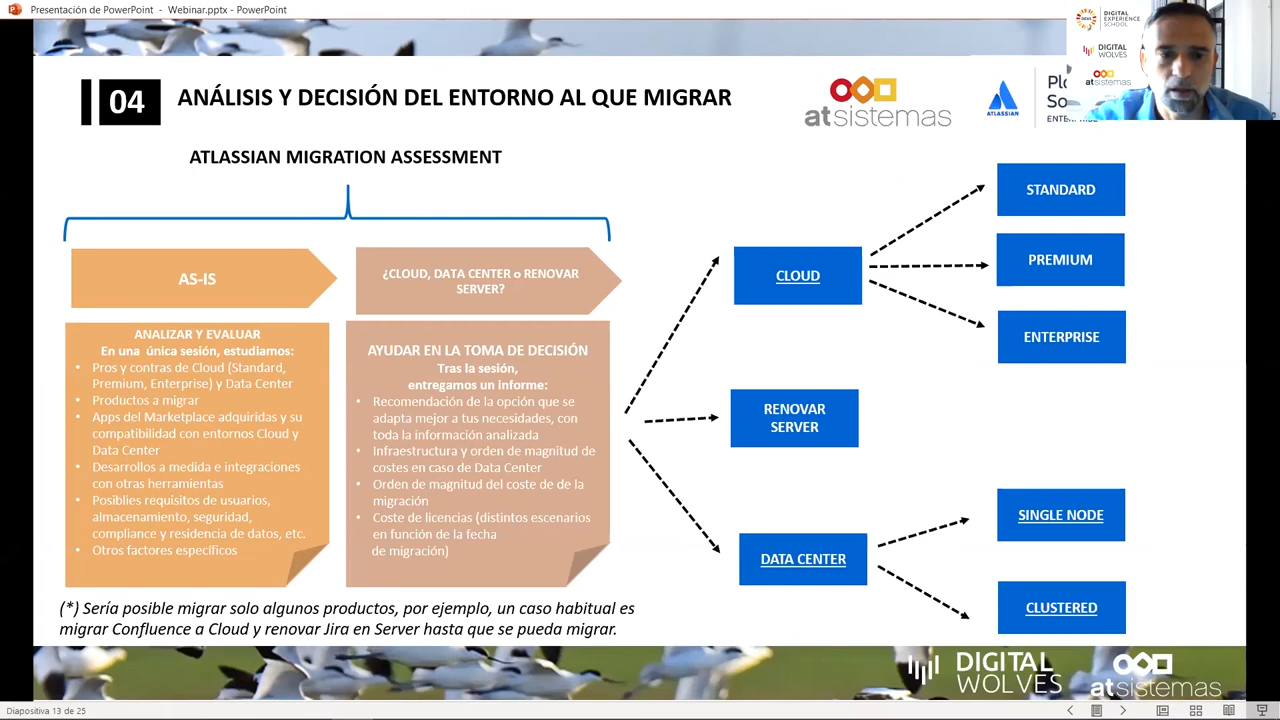 Presentación de PowerPoint - Webinar.pptx - PowerPoint
DIGITAL
EXPERIENCE
SCHOOL
DIGITAL
WOLVES
atsistemas
04
ANÁLISIS Y DECISIÓN DEL ENTORNO AL QUE MIGRAR
atsistemas
ATLASSIAN
ATLASSIAN MIGRATION ASSESSMENT
AS-IS
¿CLOUD, DATA CENTER o RENOVAR
SERVER?
ANALIZAR Y EVALUAR
En una única sesión, estudiamos:
• Pros y contras de Cloud (Standard,
Premium, Enterprise) y Data Center
• Productos a migrar
• Apps del Marketplace adquiridas y su
compatibilidad con entornos Cloud y
Data Center
• Desarrollos a medida e integraciones
con otras herramientas
• Posiblies requisitos de usuarios,
almacenamiento, seguridad,
compliance y residencia de datos, etc.
• Otros factores específicos
AYUDAR EN LA TOMA DE DECISIÓN
Tras la sesión,
entregamos un informe:
• Recomendación de la opción que se
adapta mejor a tus necesidades, con
toda la información analizada
• Infraestructura y orden de magnitud de
costes en caso de Data Center
• Orden de magnitud del coste de de la
migración
• Coste de licencias (distintos escenarios
en función de la fecha
de migración)
CLOUD
RENOVAR
SERVER
DATA CENTER
STANDARD
PREMIUM
ENTERPRISE
SINGLE NODE
CLUSTERED
(*) Sería posible migrar solo algunos productos, por ejemplo, un caso habitual es
migrar Confluence a Cloud y renovar Jira en Server hasta que se pueda migrar.
DIGITAL
WOLVES
atsistemas
Diapositiva 13 de 25